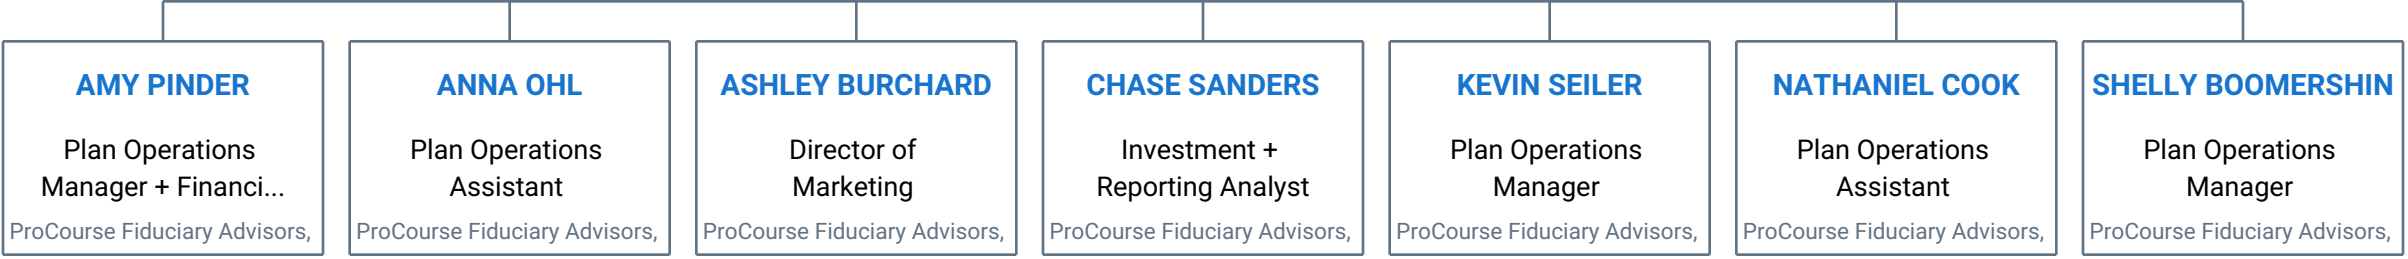 AMY PINDER
Plan Operations
Manager + Financi...
ProCourse Fiduciary Advisors,
ANNA OHL
Plan Operations
Assistant
ProCourse Fiduciary Advisors,
ASHLEY BURCHARD
Director of
Marketing
ProCourse Fiduciary Advisors,
CHASE SANDERS
Investment +
Reporting Analyst
ProCourse Fiduciary Advisors,
KEVIN SEILER
Plan Operations
Manager
ProCourse Fiduciary Advisors,
NATHANIEL COOK
Plan Operations
Assistant
ProCourse Fiduciary Advisors,
SHELLY BOOMERSHIN
Plan Operations
Manager
ProCourse Fiduciary Advisors,